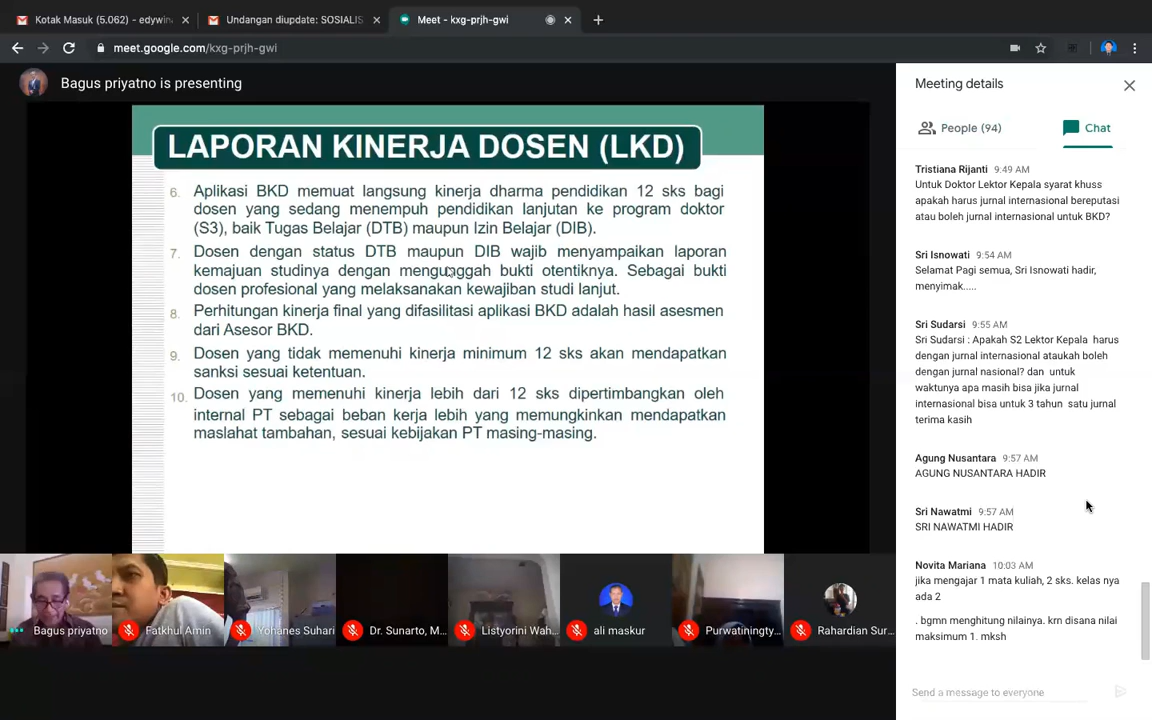 Kotak Masuk (5.062) - edywin
Undangan diupdate: SOSIALIS
Meet - kxg-prjh-gwi
meet.google.com/kxg-prjh-gwi
Bagus priyatno is presenting
LAPORAN KINERJA DOSEN (LKD)
6. Aplikasi BKD memuat langsung kinerja dharma pendidikan 12 sks bagi
dosen yang sedang menempuh pendidikan lanjutan ke program doktor
(S3), baik Tugas Belajar (DTB) maupun Izin Belajar (DIB).
7. Dosen dengan status DTB maupun DIB wajib menyampaikan laporan
kemajuan studinya dengan mengunggah bukti otentiknya. Sebagai bukti
dosen profesional yang melaksanakan kewajiban studi lanjut.
8. Perhitungan kinerja final yang difasilitasi aplikasi BKD adalah hasil asesmen
dari Asesor BKD.
9. Dosen yang tidak memenuhi kinerja minimum 12 sks akan mendapatkan
sanksi sesuai ketentuan.
10. Dosen yang memenuhi kinerja lebih dari 12 sks dipertimbangkan oleh
internal PT sebagai beban kerja lebih yang memungkinkan mendapatkan
maslahat tambahan, sesuai kebijakan PT masing-masing.
Bagus priyatno
Fatkhul Amin
Yohanes Suhari
Dr. Sunarto, M...
Listyorini Wah...
ali maskur
Purwatiningty...
Rahardian Sur...
Meeting details
People (94)
Chat
Tristiana Rijanti 9:49 AM
Untuk Doktor Lektor Kepala syarat khuss
apakah harus jurnal internasional bereputasi
atau boleh jurnal internasional untuk BKD?
Sri Isnowati 9:54 AM
Selamat Pagi semua, Sri Isnowati hadir,
menyimak.....
Sri Sudarsi 9:55 AM
Sri Sudarsi : Apakah S2 Lektor Kepala harus
dengan jurnal internasional ataukah boleh
dengan jurnal nasional? dan untuk
waktunya apa masih bisa jika jurnal
internasional bisa untuk 3 tahun satu jurnal
terima kasih
Agung Nusantara 9:57 AM
AGUNG NUSANTARA HADIR
Sri Nawatmi 9:57 AM
SRI NAWATMI HADIR
Novita Mariana 10:03 AM
jika mengajar 1 mata kuliah, 2 sks. kelas nya
ada 2
. bgmn menghitung nilainya. krn disana nilai
maksimum 1. mksh
Send a message to everyone